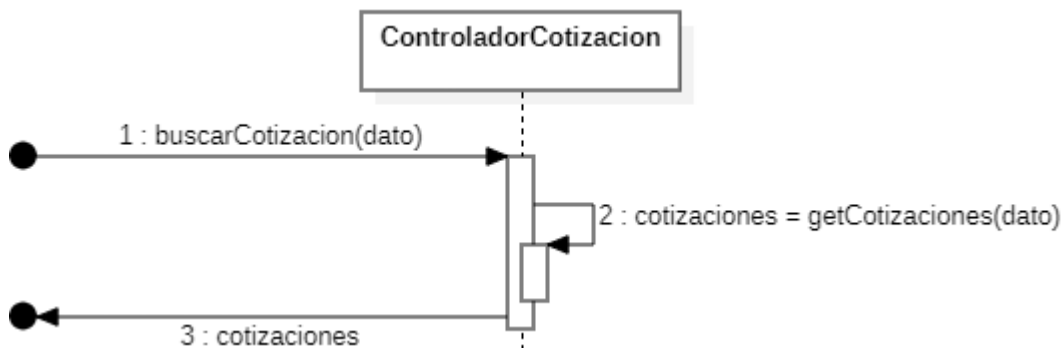 ControladorCotizacion
1 : buscarCotizacion(dato)
2 : cotizaciones = getCotizaciones(dato)
3 : cotizaciones